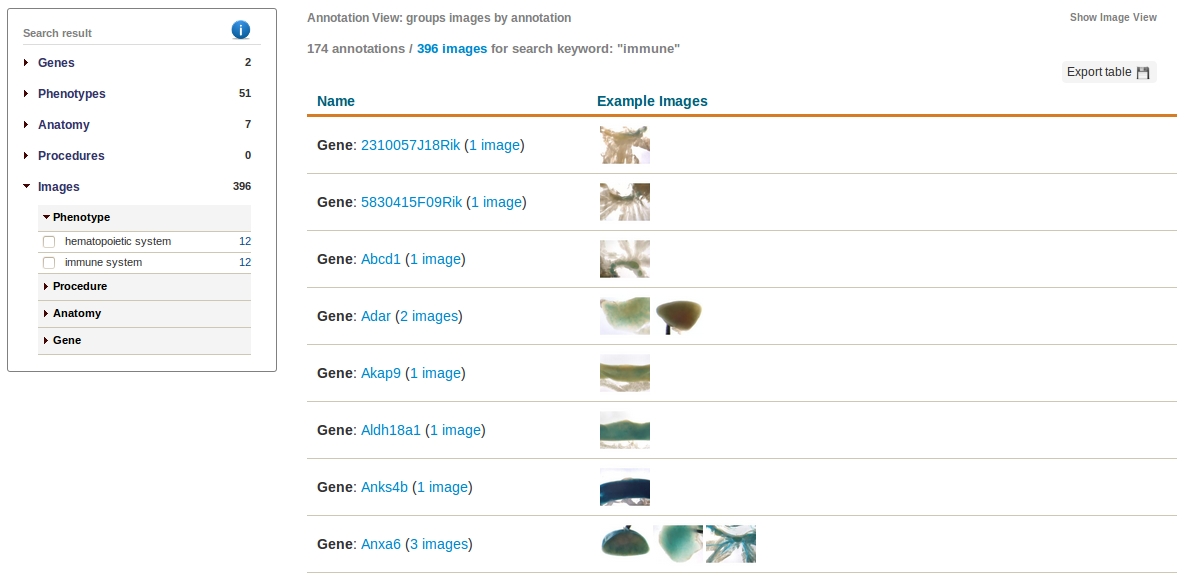 Search result
i
Genes 2
Phenotypes 51
Anatomy 7
Procedures 0
Images 396
Phenotype
hematopoietic system 12
immune system 12
Procedure
Anatomy
Gene
Annotation View: groups images by annotation
Show Image View
174 annotations / 396 images for search keyword: "immune"
Export table
Name Example Images
Gene: 2310057J18Rik (1 image)
Gene: 5830415F09Rik (1 image)
Gene: Abcd1 (1 image)
Gene: Adar (2 images)
Gene: Akap9 (1 image)
Gene: Aldh18a1 (1 image)
Gene: Anks4b (1 image)
Gene: Anxa6 (3 images)